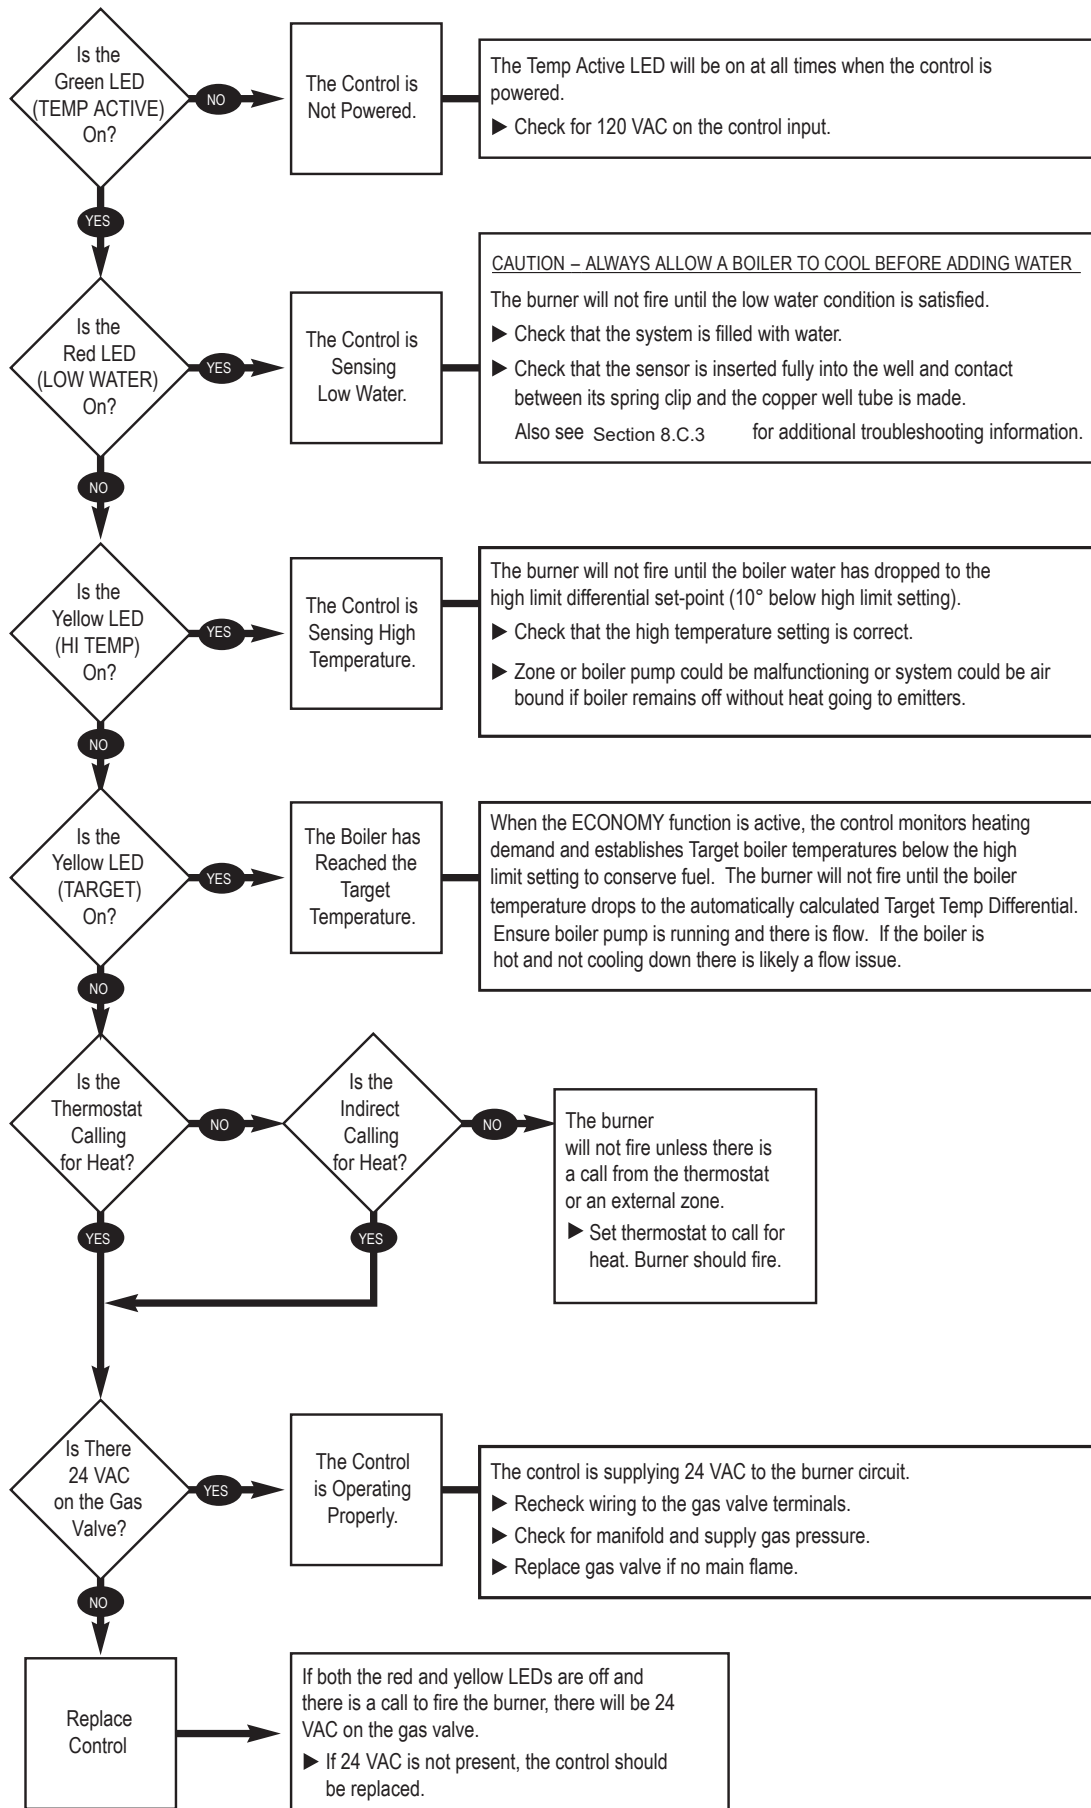 Is the
Green LED
(TEMP ACTIVE)
On?
NO
The Control is
Not Powered.
The Temp Active LED will be on at all times when the control is
powered.
▶ Check for 120 VAC on the control input.
YES
Is the
Red LED
(LOW WATER)
On?
YES
The Control is
Sensing
Low Water.
CAUTION – ALWAYS ALLOW A BOILER TO COOL BEFORE ADDING WATER
The burner will not fire until the low water condition is satisfied.
▶ Check that the system is filled with water.
▶ Check that the sensor is inserted fully into the well and contact
between its spring clip and the copper well tube is made.
Also see Section 8.C.3 for additional troubleshooting information.
NO
Is the
Yellow LED
(HI TEMP)
On?
YES
The Control is
Sensing High
Temperature.
The burner will not fire until the boiler water has dropped to the
high limit differential set-point (10° below high limit setting).
▶ Check that the high temperature setting is correct.
▶ Zone or boiler pump could be malfunctioning or system could be air
bound if boiler remains off without heat going to emitters.
NO
Is the
Yellow LED
(TARGET)
On?
YES
The Boiler has
Reached the
Target
Temperature.
When the ECONOMY function is active, the control monitors heating
demand and establishes Target boiler temperatures below the high
limit setting to conserve fuel. The burner will not fire until the boiler
temperature drops to the automatically calculated Target Temp Differential.
Ensure boiler pump is running and there is flow. If the boiler is
hot and not cooling down there is likely a flow issue.
NO
Is the
Thermostat
Calling
for Heat?
NO
Is the
Indirect
Calling
for Heat?
NO
The burner
will not fire unless there is
a call from the thermostat
or an external zone.
▶ Set thermostat to call for
heat. Burner should fire.
YES
YES
Is There
24 VAC
on the Gas
Valve?
YES
The Control
is Operating
Properly.
The control is supplying 24 VAC to the burner circuit.
▶ Recheck wiring to the gas valve terminals.
▶ Check for manifold and supply gas pressure.
▶ Replace gas valve if no main flame.
NO
Replace
Control
If both the red and yellow LEDs are off and
there is a call to fire the burner, there will be 24
VAC on the gas valve.
▶ If 24 VAC is not present, the control should
be replaced.